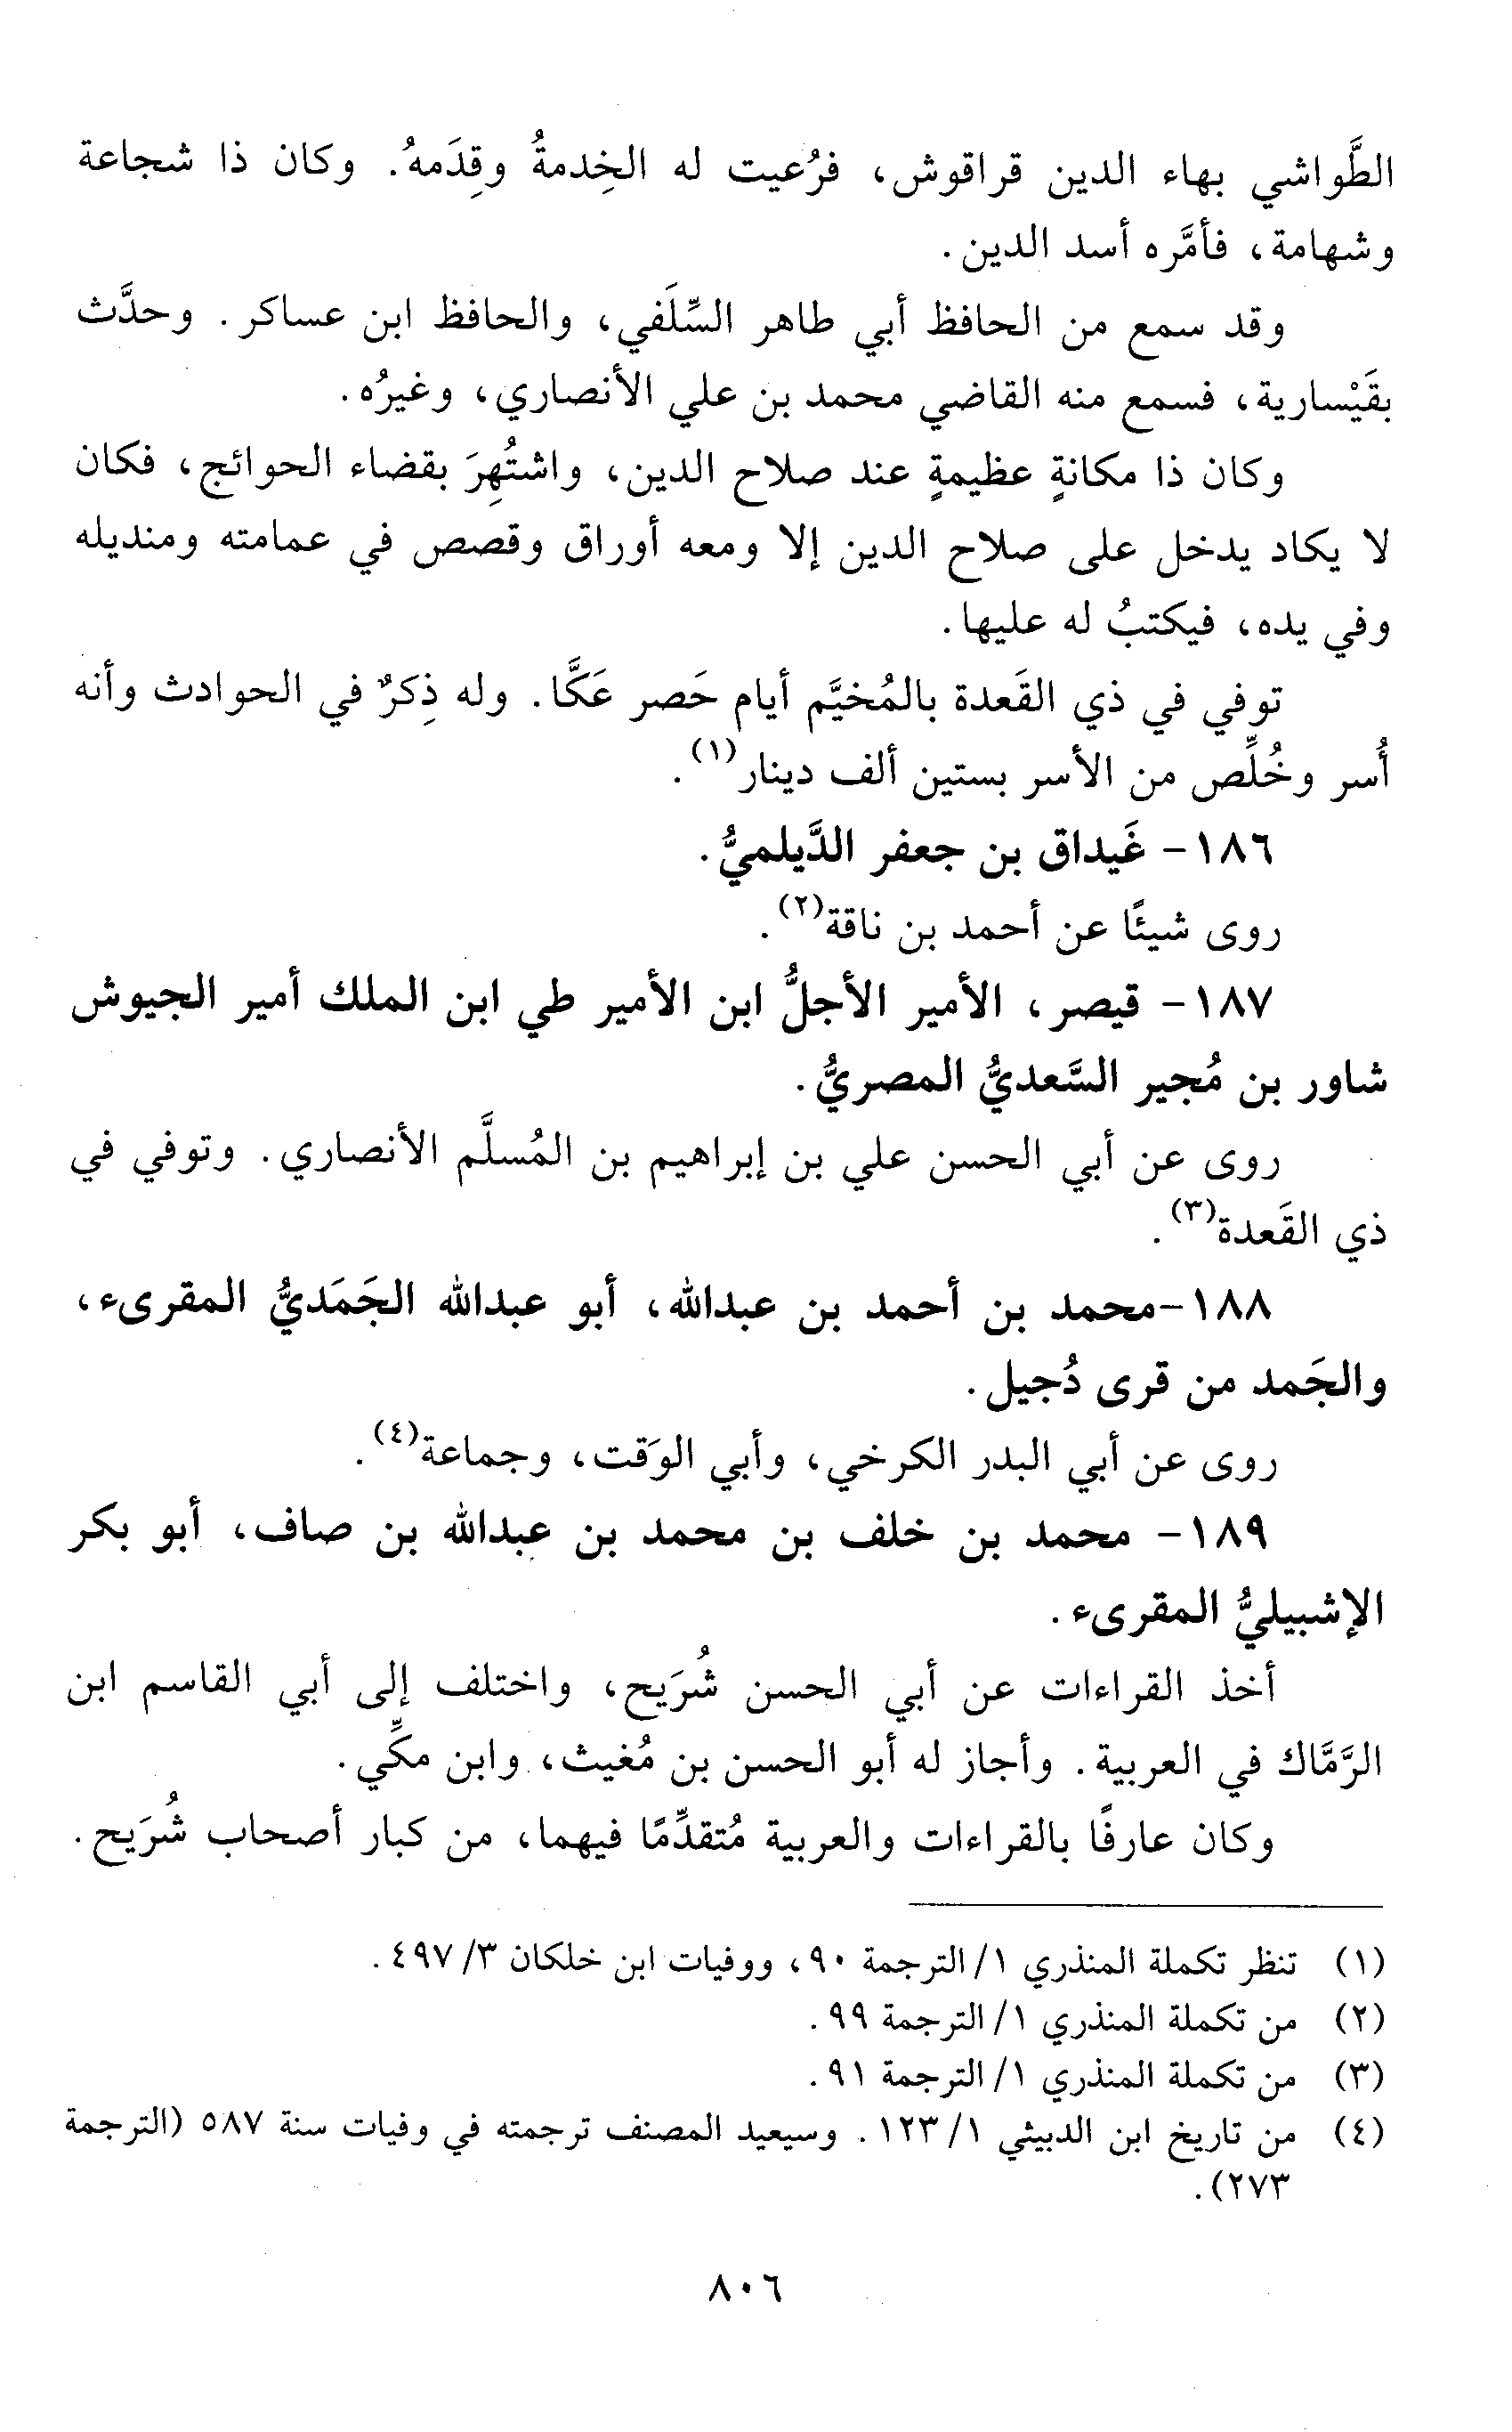 الطَّواشي بهاء الدين قراقوش، فرُعيت له الخِدمةُ وقِدَمهُ. وكان ذا شجاعة
وشهامة، فأمَّره أسد الدين.
وقد سمع من الحافظ أبي طاهر السِّلَفي، والحافظ ابن عساكر. وحدَّث
بقَيْسارية، فسمع منه القاضي محمد بن علي الأنصاري، وغيرُه.
وكان ذا مكانةٍ عظيمةٍ عند صلاح الدين، واشتُهِرَ بقضاء الحوائج، فكان
لا يكاد يدخل على صلاح الدين إلا ومعه أوراق وقصص في عمامته ومنديله
وفي يده، فيكتبُ له عليها.
توفي في ذي القَعدة بالمُخيَّم أيام حَصر عَكَّا. وله ذِكرٌ في الحوادث وأنه
أُسر وخُلِّص من الأسر بستين ألف دينار(١).
١٨٦- غَيداق بن جعفر الدَّيلميُّ.
روى شيئًا عن أحمد بن ناقة(٢).
١٨٧- قيصر، الأمير الأجلُّ ابن الأمير طي ابن الملك أمير الجيوش
شاور بن مُجير السَّعديُّ المصريُّ.
روى عن أبي الحسن علي بن إبراهيم بن المُسلَّم الأنصاري. وتوفي في
ذي القَعدة(٣).
١٨٨-محمد بن أحمد بن عبدالله، أبو عبدالله الجَمَديُّ المقرىء،
والجَمد من قرى دُجيل.
روى عن أبي البدر الكرخي، وأبي الوَقت، وجماعة(٤).
١٨٩- محمد بن خلف بن محمد بن عبدالله بن صاف، أبو بكر
الإشبيليُّ المقرىء.
أخذ القراءات عن أبي الحسن شُرَيح، واختلف إلى أبي القاسم ابن
الرَّمَّاك في العربية. وأجاز له أبو الحسن بن مُغيث، وابن مكِّي.
وكان عارفًا بالقراءات والعربية مُتقدِّمًا فيهما، من كبار أصحاب شُرَيح.
(١) تنظر تكملة المنذري ١/ الترجمة ٩٠، ووفيات ابن خلكان ٣/ ٤٩٧.
(٢) من تكملة المنذري ١/ الترجمة ٩٩.
(٣) من تكملة المنذري ١/ الترجمة ٩١.
(٤) من تاريخ ابن الدبيثي ١/ ١٢٣. وسيعيد المصنف ترجمته في وفيات سنة ٥٨٧ (الترجمة
٢٧٣).
٨٠٦